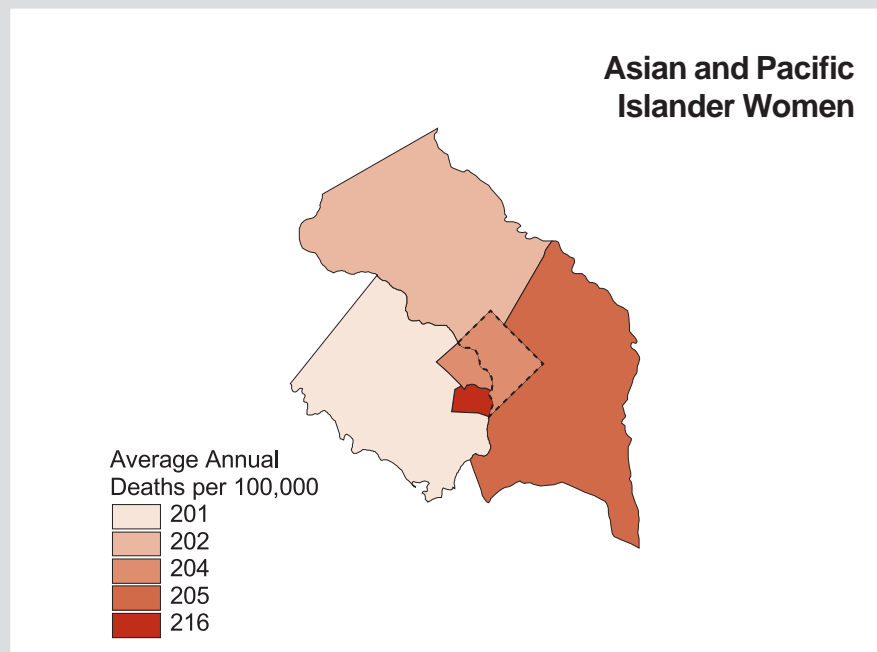 Asian and Pacific
Islander Women
Average Annual
Deaths per 100,000
201
202
204
205
216